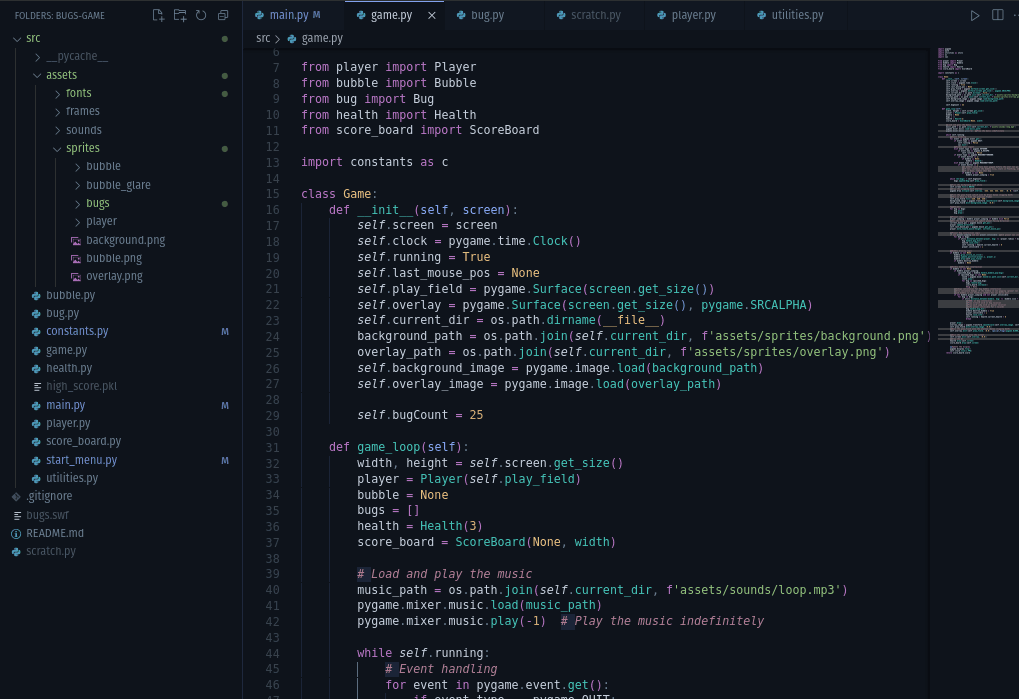 FOLDERS: BUGS-GAME
src
__pycache__
assets
fonts
frames
sounds
sprites
bubble
bubble_glare
bugs
player
background.png
bubble.png
overlay.png
bubble.py
bug.py
constants.py M
game.py
health.py
high_score.pkl
main.py M
player.py
score_board.py
start_menu.py M
utilities.py
.gitignore
bugs.swf
README.md
scratch.py
main.py M game.py bug.py scratch.py player.py utilities.py
src > game.py
6
7 from player import Player
8 from bubble import Bubble
9 from bug import Bug
10 from health import Health
11 from score_board import ScoreBoard
12
13 import constants as c
14
15 class Game:
16 def __init__(self, screen):
17 self.screen = screen
18 self.clock = pygame.time.Clock()
19 self.running = True
20 self.last_mouse_pos = None
21 self.play_field = pygame.Surface(screen.get_size())
22 self.overlay = pygame.Surface(screen.get_size(), pygame.SRCALPHA)
23 self.current_dir = os.path.dirname(__file__)
24 background_path = os.path.join(self.current_dir, f'assets/sprites/background.png')
25 overlay_path = os.path.join(self.current_dir, f'assets/sprites/overlay.png')
26 self.background_image = pygame.image.load(background_path)
27 self.overlay_image = pygame.image.load(overlay_path)
28
29 self.bugCount = 25
30
31 def game_loop(self):
32 width, height = self.screen.get_size()
33 player = Player(self.play_field)
34 bubble = None
35 bugs = []
36 health = Health(3)
37 score_board = ScoreBoard(None, width)
38
39 # Load and play the music
40 music_path = os.path.join(self.current_dir, f'assets/sounds/loop.mp3')
41 pygame.mixer.music.load(music_path)
42 pygame.mixer.music.play(-1) # Play the music indefinitely
43
44 while self.running:
45 # Event handling
46 for event in pygame.event.get():